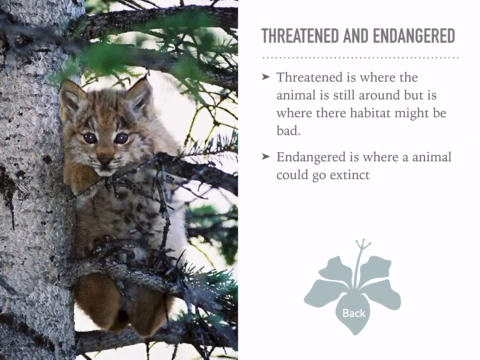 THREATENED AND ENDANGERED
➤ Threatened is where the
animal is still around but is
where there habitat might be
bad.
➤ Endangered is where a animal
could go extinct
Back